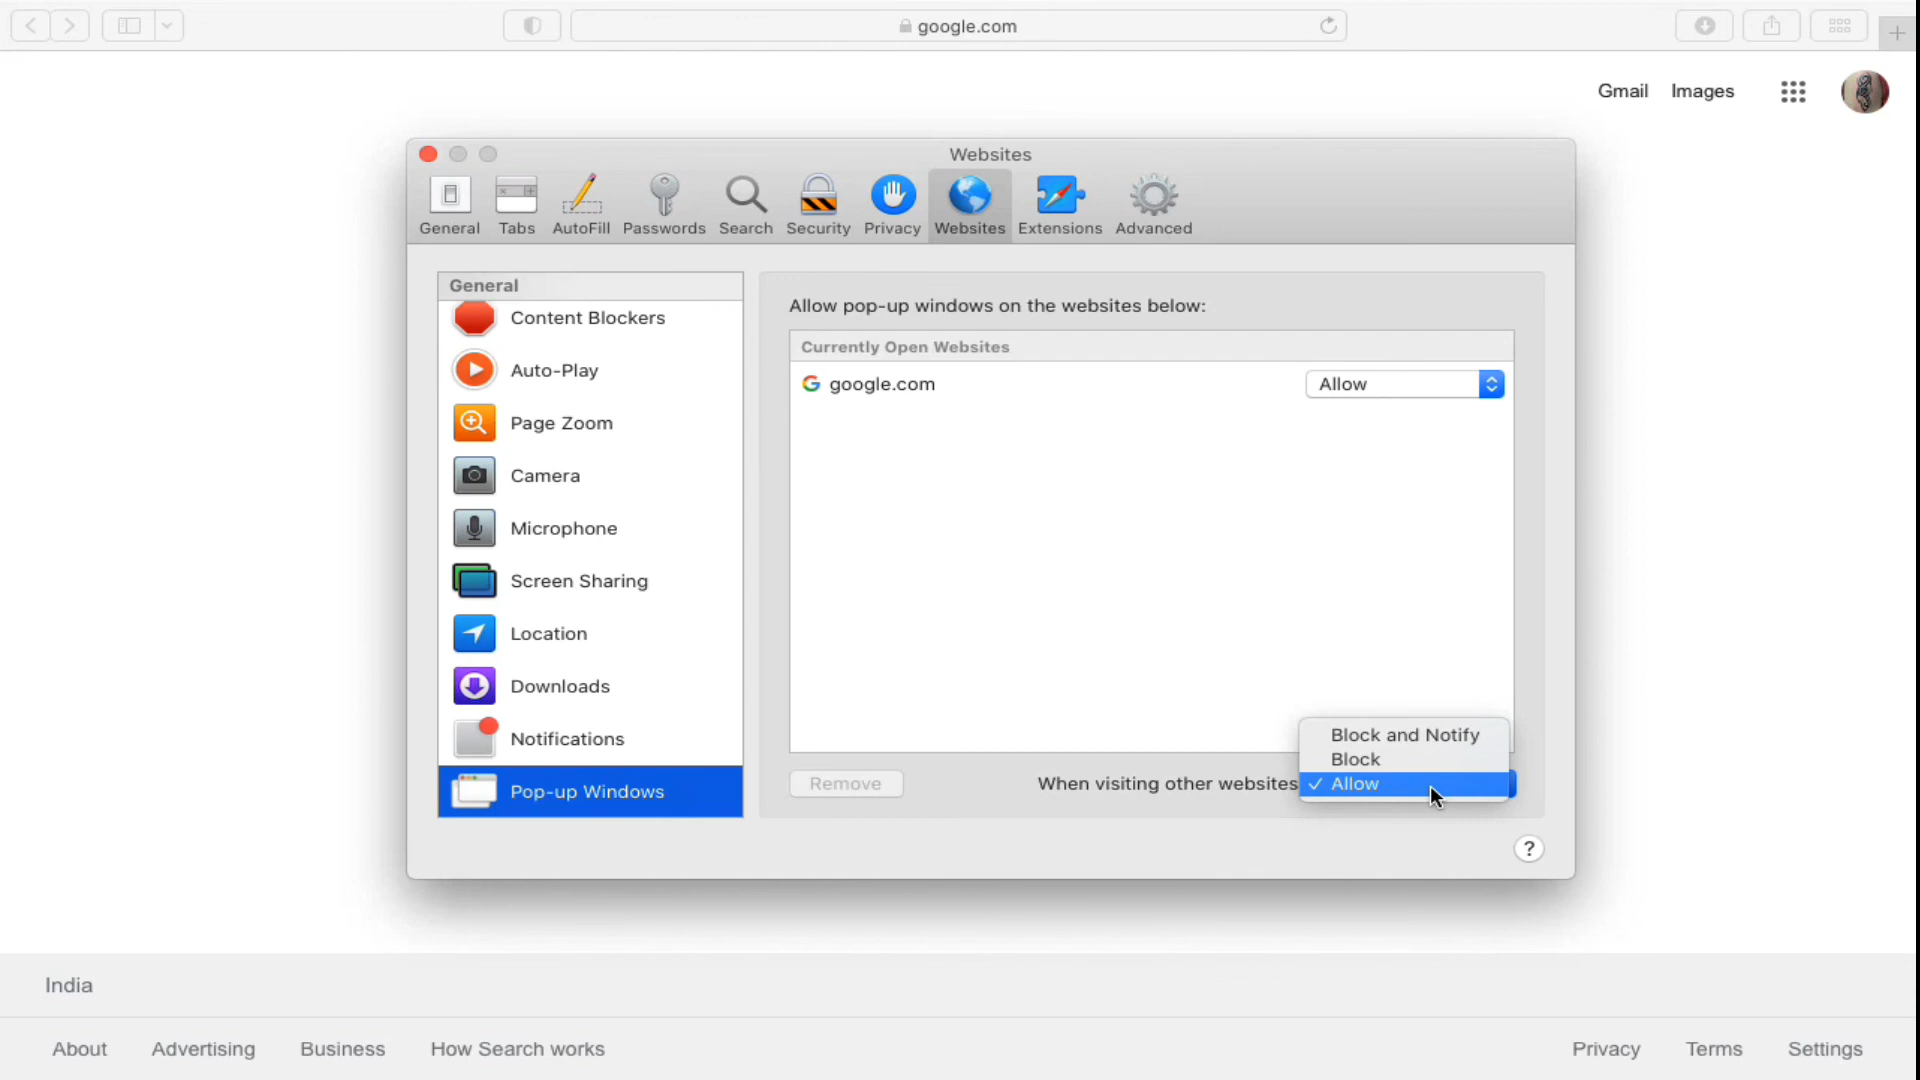 google.com
Gmail Images
Websites
General Tabs AutoFill Passwords Search Security Privacy Websites Extensions Advanced
General
Content Blockers
Auto-Play
Page Zoom
Camera
Microphone
Screen Sharing
Location
Downloads
Notifications
Pop-up Windows
Allow pop-up windows on the websites below:
Currently Open Websites
google.com Allow
Block and Notify
Block
Remove When visiting other websites ✓ Allow
?
India
About Advertising Business How Search works Privacy Terms Settings